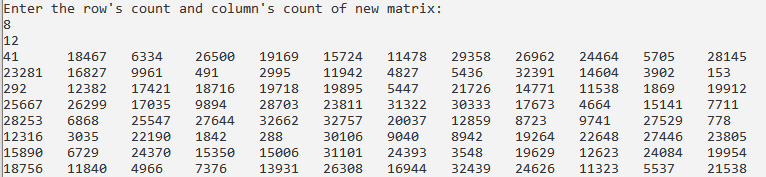 Enter the row's count and column's count of new matrix:
8
12
41 18467 6334 26500 19169 15724 11478 29358 26962 24464 5705 28145
23281 16827 9961 491 2995 11942 4827 5436 32391 14604 3902 153
292 12382 17421 18716 19718 19895 5447 21726 14771 11538 1869 19912
25667 26299 17035 9894 28703 23811 31322 30333 17673 4664 15141 7711
28253 6868 25547 27644 32662 32757 20037 12859 8723 9741 27529 778
12316 3035 22190 1842 288 30106 9040 8942 19264 22648 27446 23805
15890 6729 24370 15350 15006 31101 24393 3548 19629 12623 24084 19954
18756 11840 4966 7376 13931 26308 16944 32439 24626 11323 5537 21538